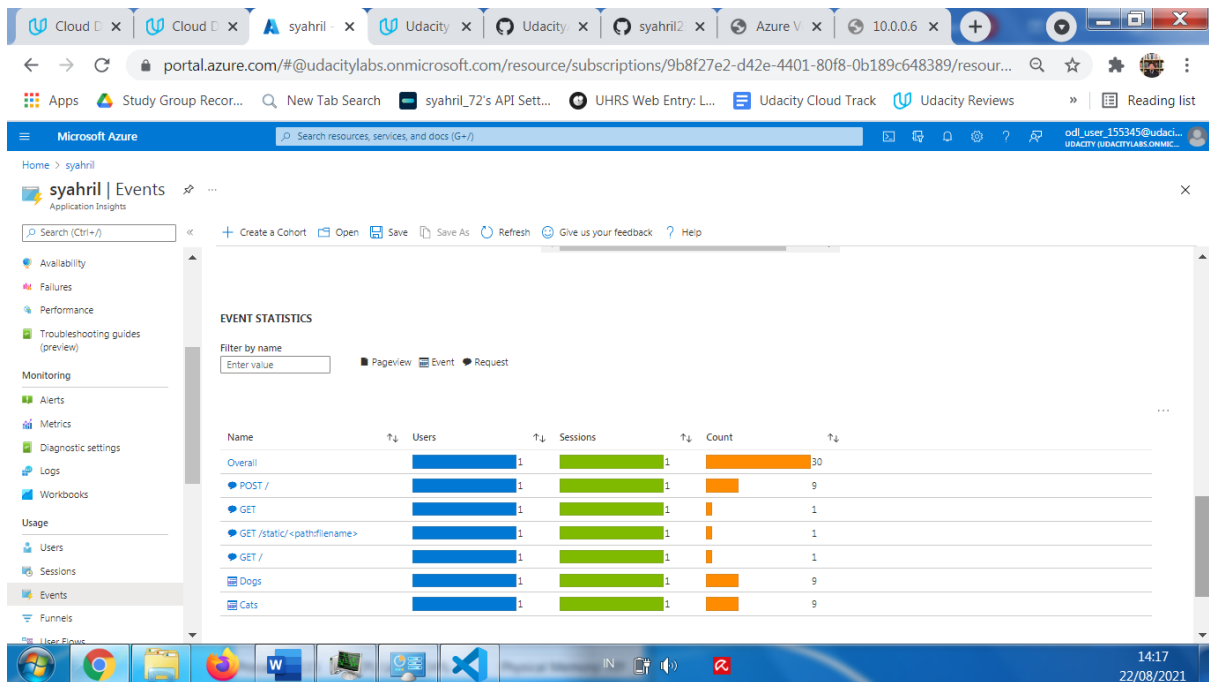 Cloud D
Cloud D
syahril -
Udacity
Udacity
syahril2
Azure V
10.0.0.6
portal.azure.com/#@udacitylabs.onmicrosoft.com/resource/subscriptions/9b8f27e2-d42e-4401-80f8-0b189c648389/resour...
Apps Study Group Recor... New Tab Search syahril_72's API Sett... UHRS Web Entry: L... Udacity Cloud Track Udacity Reviews » Reading list
Microsoft Azure Search resources, services, and docs (G+/) odl_user_155345@udaci...
UDACITY (UDACITYLABS.ONMIC...
Home > syahril
syahril | Events ...
Application Insights
Search (Ctrl+/) « Create a Cohort Open Save Save As Refresh Give us your feedback ? Help
Availability
Failures
Performance
Troubleshooting guides
(preview)
Monitoring
Alerts
Metrics
Diagnostic settings
Logs
Workbooks
Usage
Users
Sessions
Events
Funnels
User Flows
EVENT STATISTICS
Filter by name
Enter value Pageview Event Request
...
Name ↑↓ Users ↑↓ Sessions ↑↓ Count ↑↓
Overall 1 1 30
POST / 1 1 9
GET 1 1 1
GET /static/<path:filename> 1 1 1
GET / 1 1 1
Dogs 1 1 9
Cats 1 1 9
Physical Memory
IN
14:17
22/08/2021